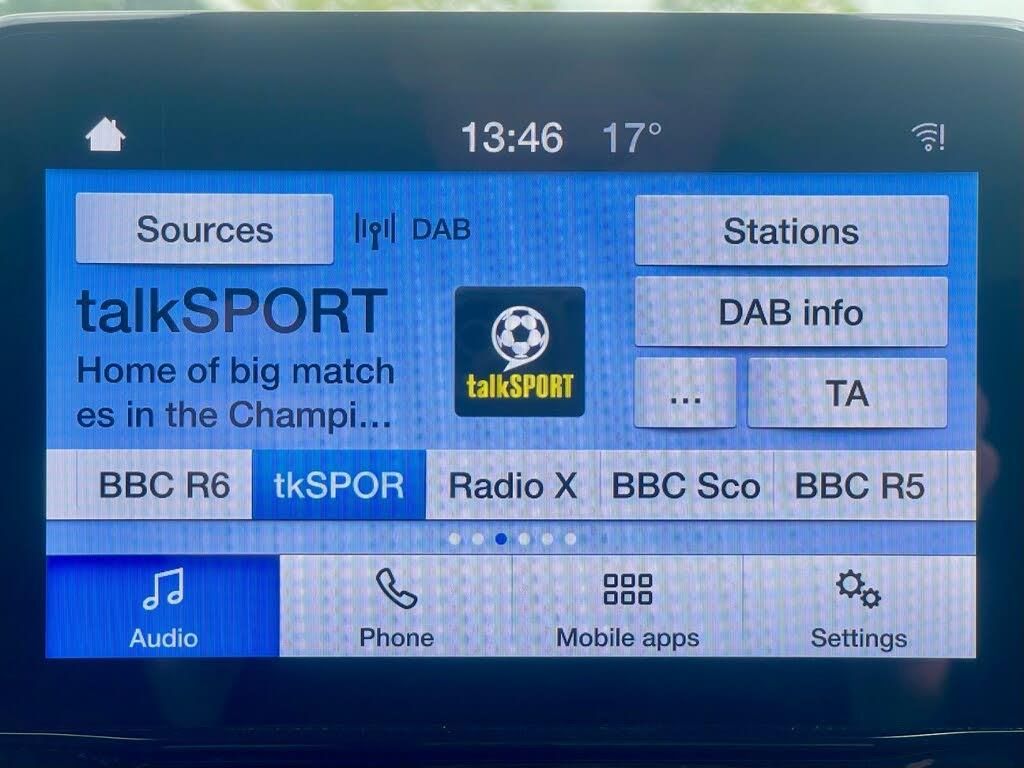 13:46 17°
Sources DAB Stations
talkSPORT
Home of big match
es in the Champi...
talkSPORT
DAB info
... TA
BBC R6 tkSPOR Radio X BBC Sco BBC R5
Audio Phone Mobile apps Settings